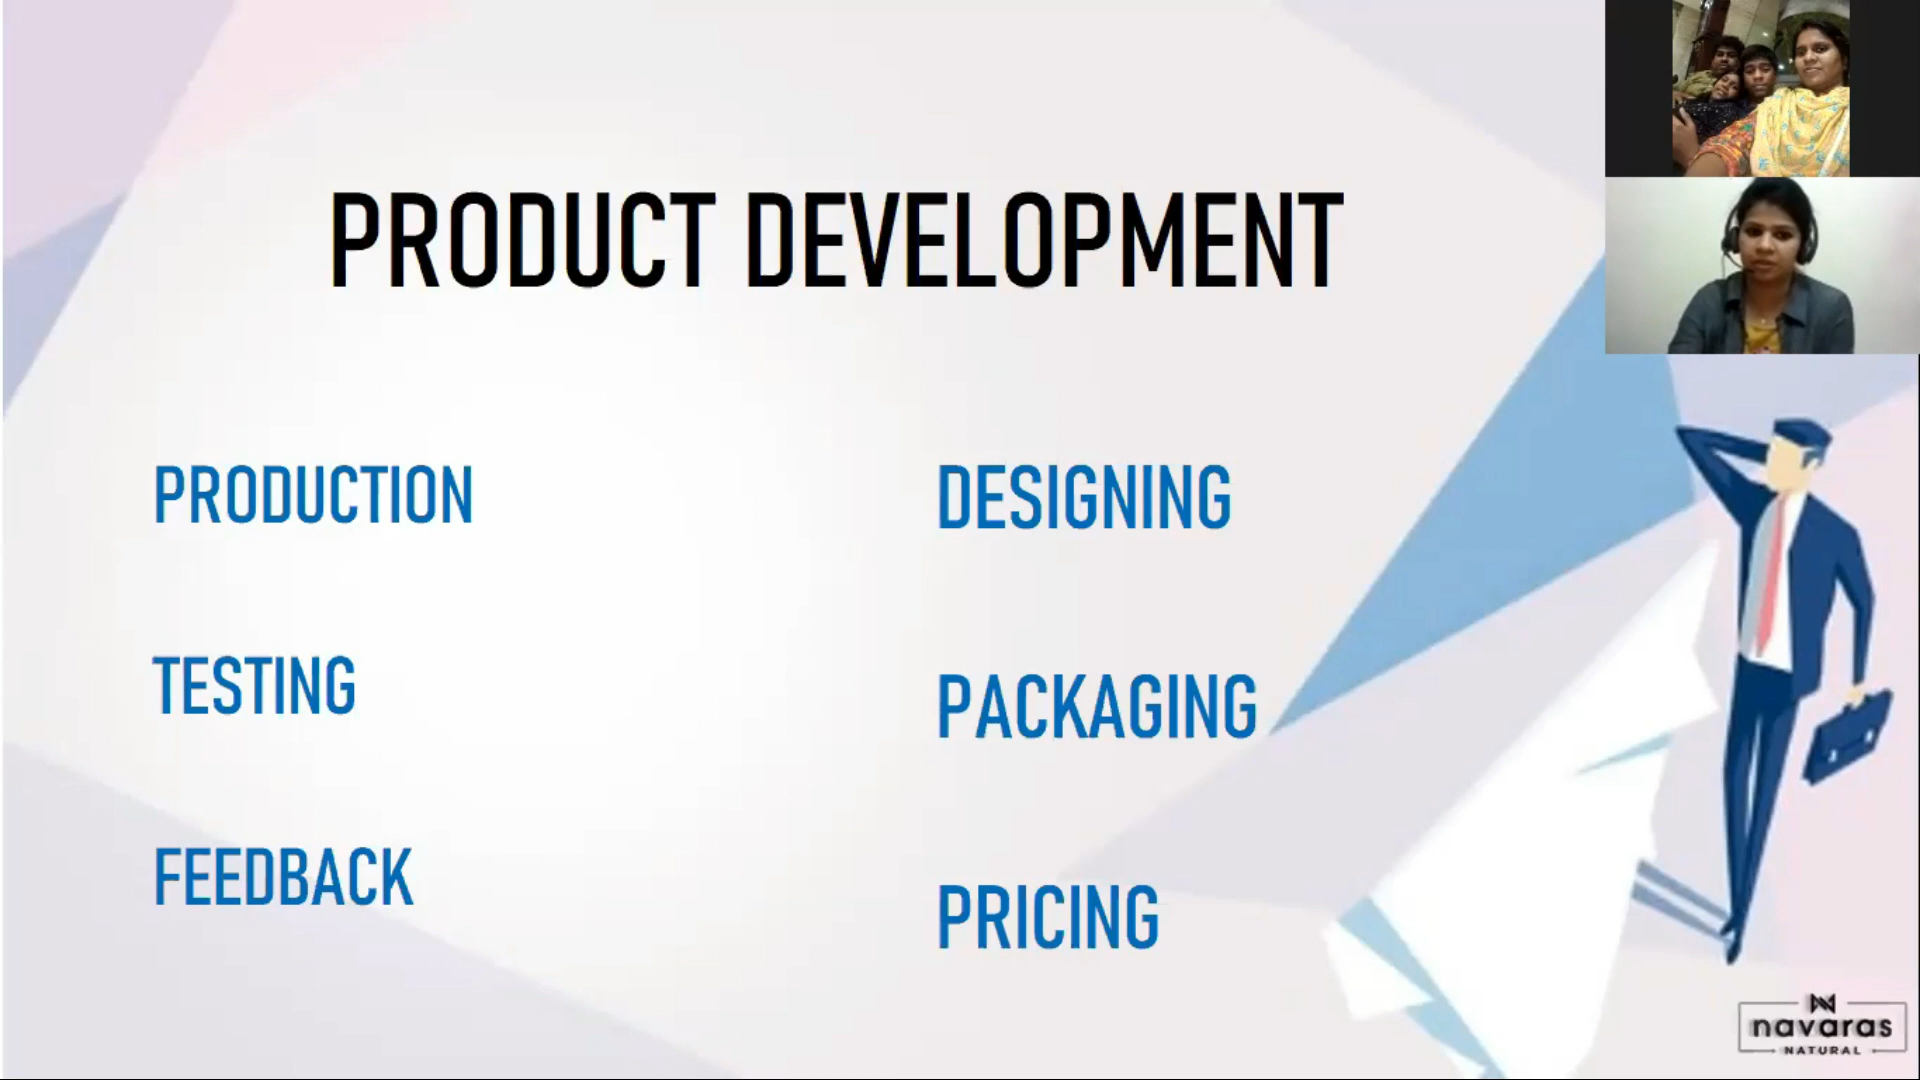 PRODUCT DEVELOPMENT
PRODUCTION
TESTING
FEEDBACK
DESIGNING
PACKAGING
PRICING
navaras
NATURAL